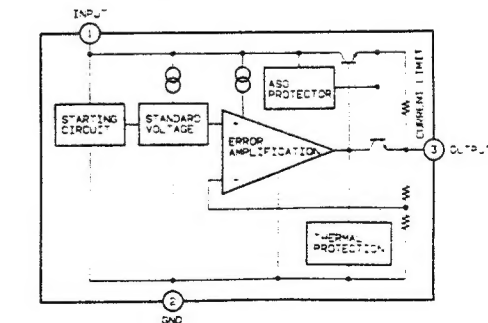 INPUT
1
ASO
PROTECTOR
CURRENT LIMIT
STARTING
CIRCUIT
STANDARD
VOLTAGE
ERROR
AMPLIFICATION
3
OUTPUT
THERMAL
PROTECTION
2
GND